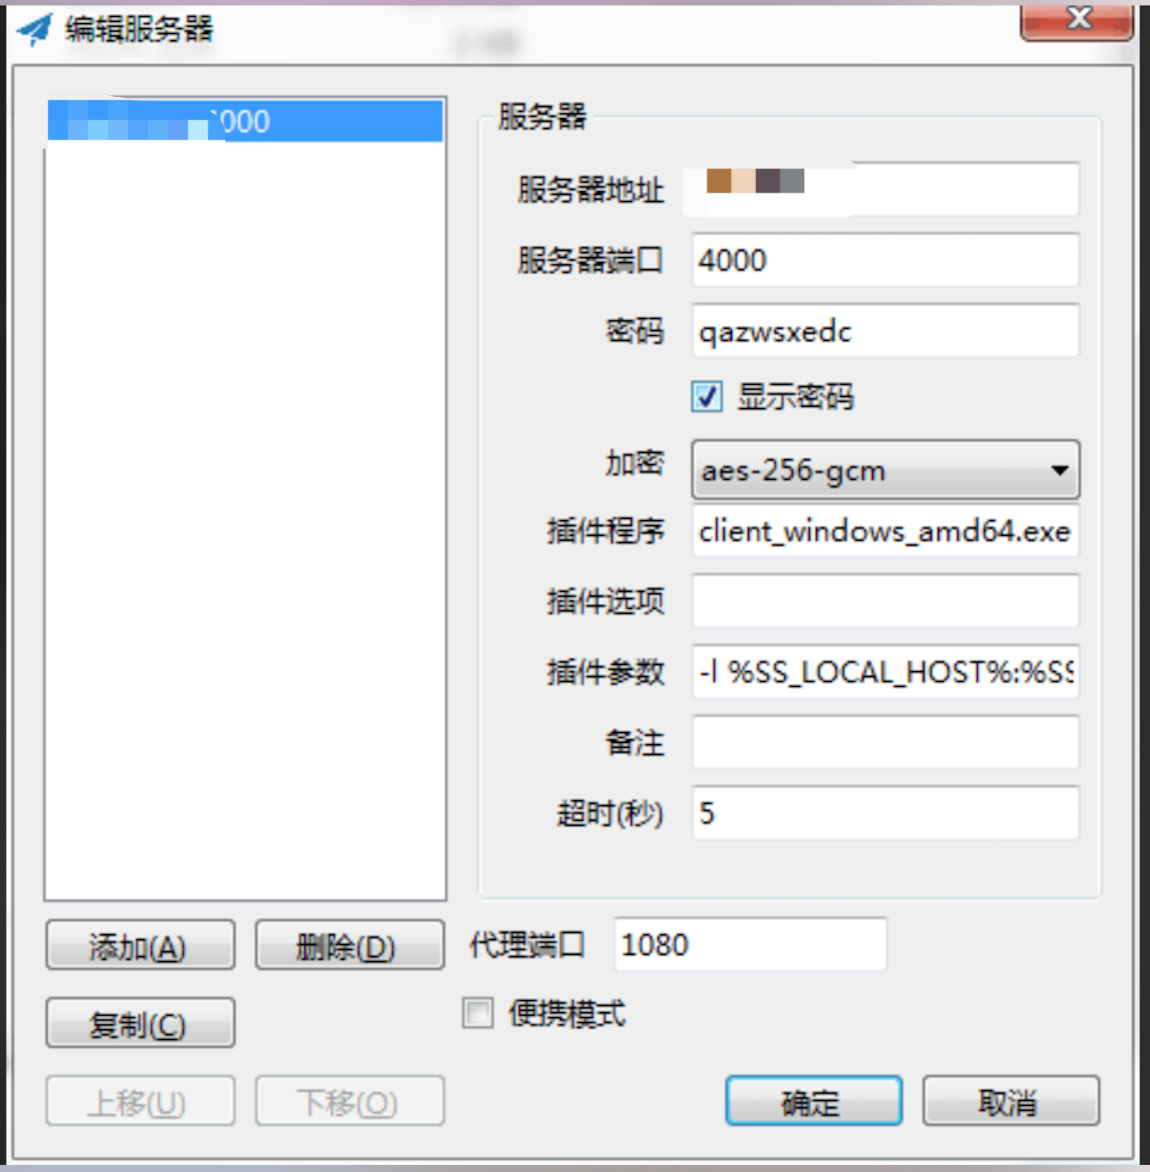 编辑服务器
000
服务器
服务器地址
服务器端口 4000
密码 qazwsxedc
显示密码
加密 aes-256-gcm
插件程序 client_windows_amd64.exe
插件选项
插件参数 -l %SS_LOCAL_HOST%:%SS
备注
超时(秒) 5
添加(A) 删除(D) 代理端口 1080
复制(C) 便携模式
上移(U) 下移(O) 确定 取消